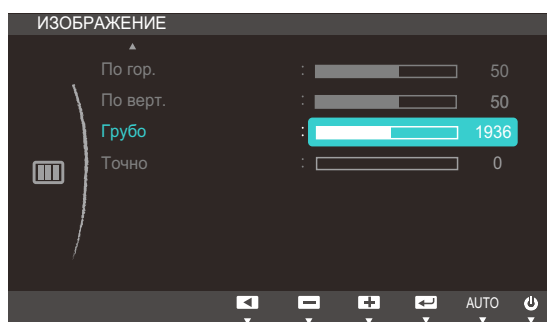 ИЗОБРАЖЕНИЕ
По гор. : 50
По верт. : 50
Грубо : 1936
Точно : 0
AUTO